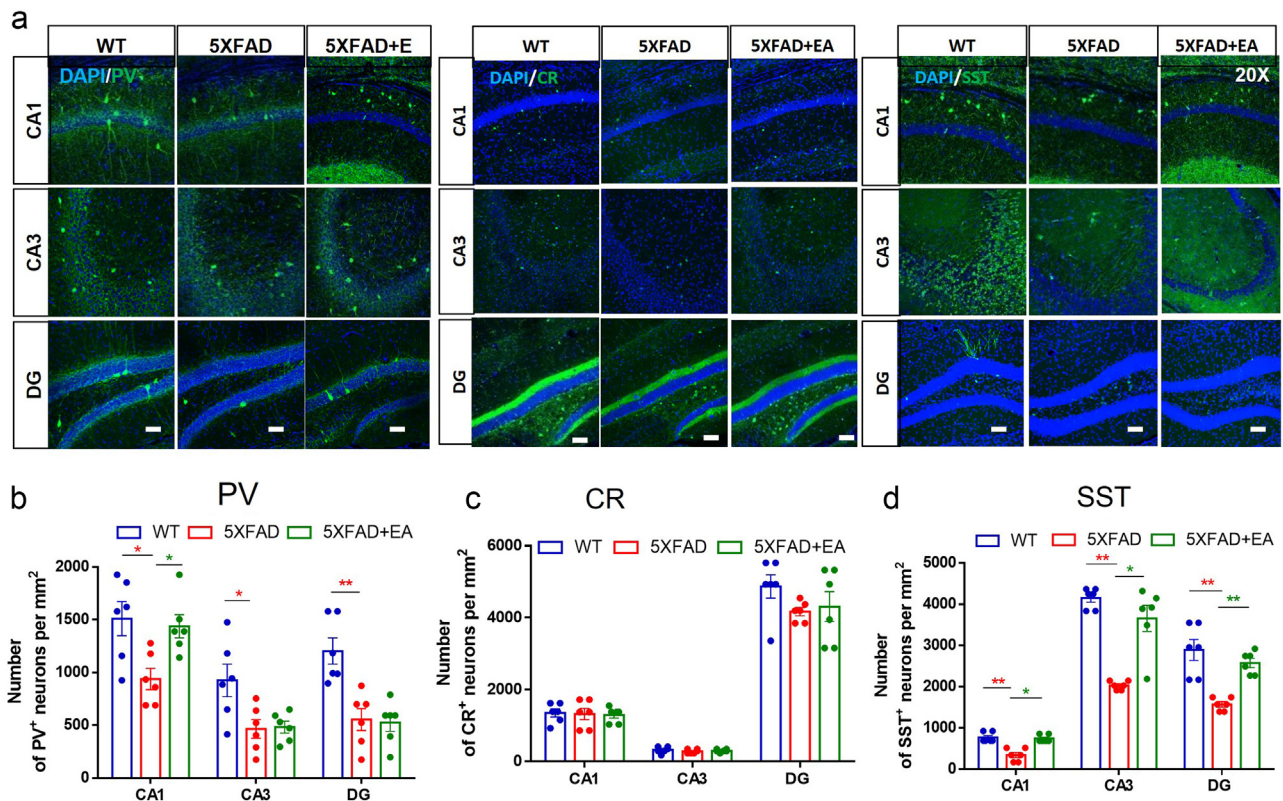 a
WT 5XFAD 5XFAD+E
DAPI/PV
CA1
CA3
DG
WT 5XFAD 5XFAD+EA
DAPI/CR
CA1
CA3
DG
WT 5XFAD 5XFAD+EA
DAPI/SST 20X
CA1
CA3
DG
b PV
WT 5XFAD 5XFAD+EA
* *
*
**
Number
of PV+ neurons per mm2
2000
1500
1000
500
0
CA1 CA3 DG
c CR
WT 5XFAD 5XFAD+EA
Number
of CR+ neurons per mm2
6000
4000
2000
0
CA1 CA3 DG
d SST
WT 5XFAD 5XFAD+EA
** *
** *
** **
Number
of SST+ neurons per mm2
5000
4000
3000
2000
1000
0
CA1 CA3 DG